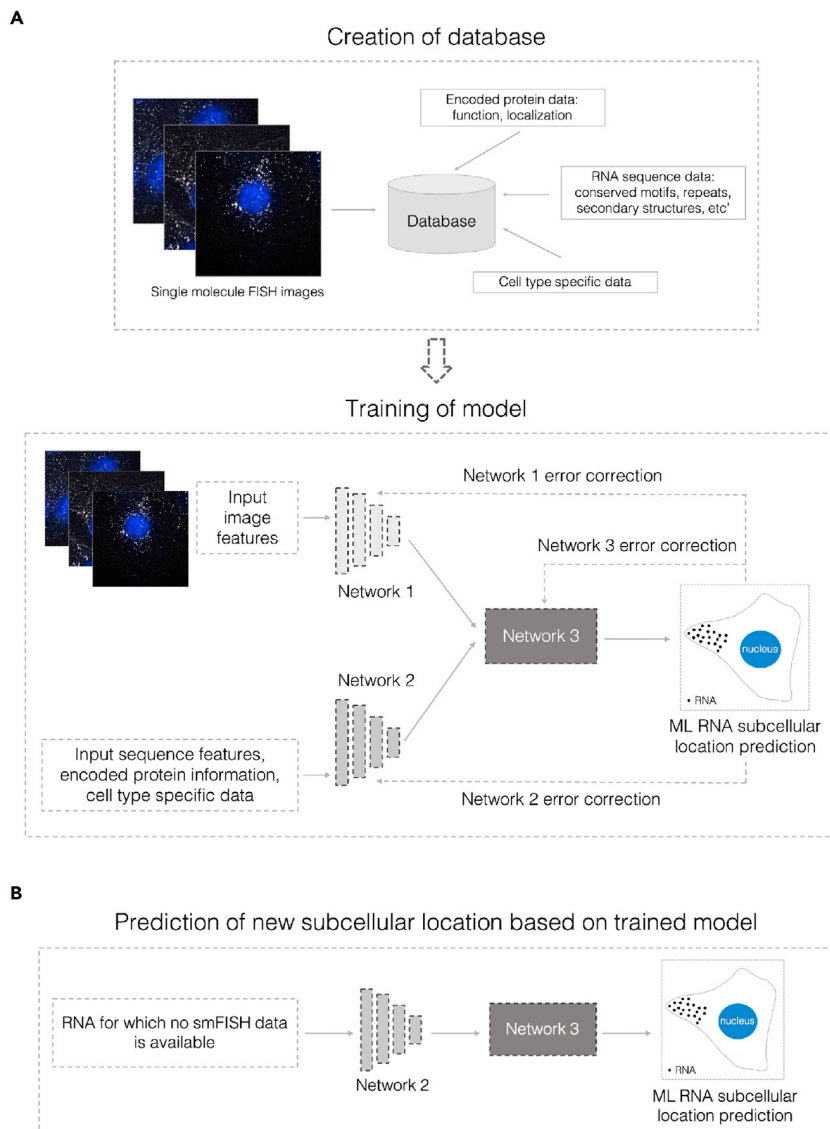 A
Creation of database
Encoded protein data:
function, localization
RNA sequence data:
conserved motifs, repeats,
secondary structures, etc’
Database
Cell type specific data
Single molecule FISH images
Training of model
Input
image
features
Network 1 error correction
Network 3 error correction
Network 1
Network 3
nucleus
• RNA
ML RNA subcellular
location prediction
Network 2
Input sequence features,
encoded protein information,
cell type specific data
Network 2 error correction
B
Prediction of new subcellular location based on trained model
RNA for which no smFISH data
is available
Network 2
Network 3
nucleus
• RNA
ML RNA subcellular
location prediction